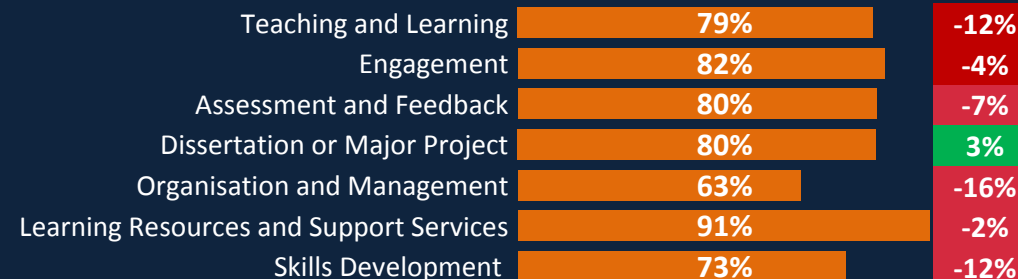 Teaching and Learning 79% -12%
Engagement 82% -4%
Assessment and Feedback 80% -7%
Dissertation or Major Project 80% 3%
Organisation and Management 63% -16%
Learning Resources and Support Services 91% -2%
Skills Development 73% -12%